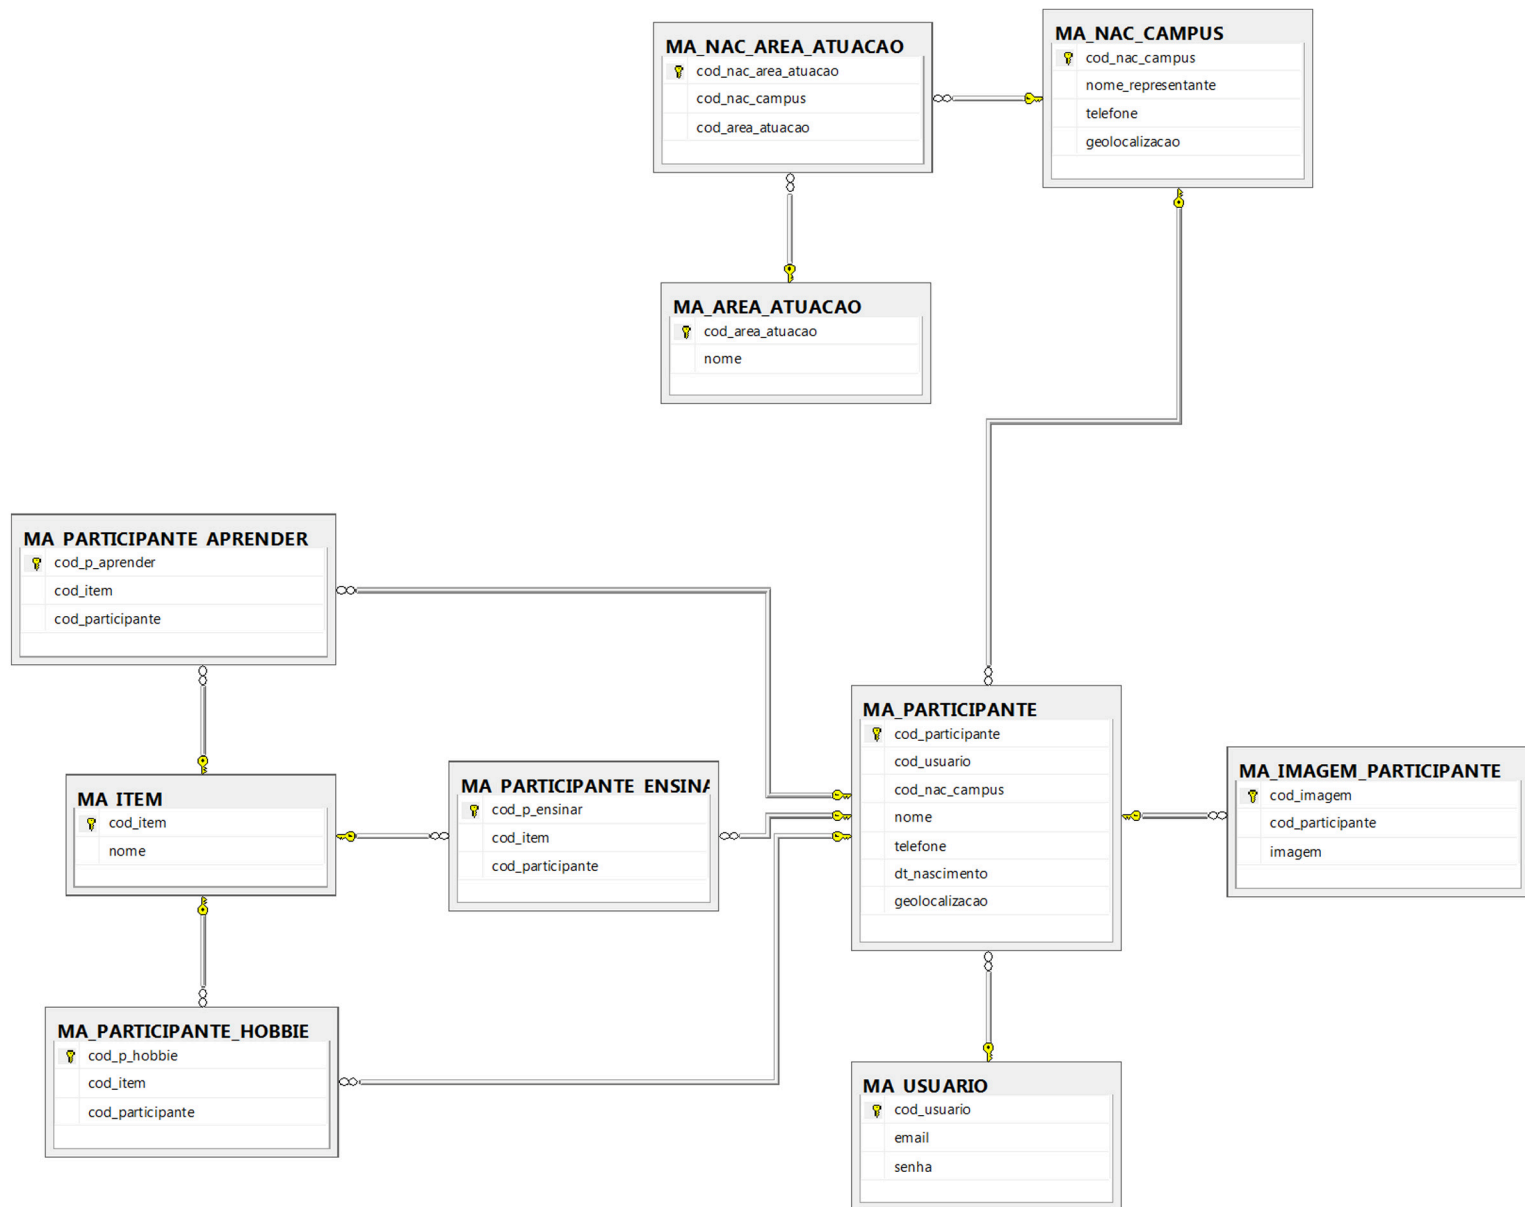 MA_NAC_AREA_ATUACAO
cod_nac_area_atuacao
cod_nac_campus
cod_area_atuacao
MA_NAC_CAMPUS
cod_nac_campus
nome_representante
telefone
geolocalizacao
MA_AREA_ATUACAO
cod_area_atuacao
nome
MA_PARTICIPANTE_APRENDER
cod_p_aprender
cod_item
cod_participante
MA_ITEM
cod_item
nome
MA_PARTICIPANTE_ENSINA
cod_p_ensinar
cod_item
cod_participante
MA_PARTICIPANTE
cod_participante
cod_usuario
cod_nac_campus
nome
telefone
dt_nascimento
geolocalizacao
MA_IMAGEM_PARTICIPANTE
cod_imagem
cod_participante
imagem
MA_PARTICIPANTE_HOBBIE
cod_p_hobbie
cod_item
cod_participante
MA_USUARIO
cod_usuario
email
senha